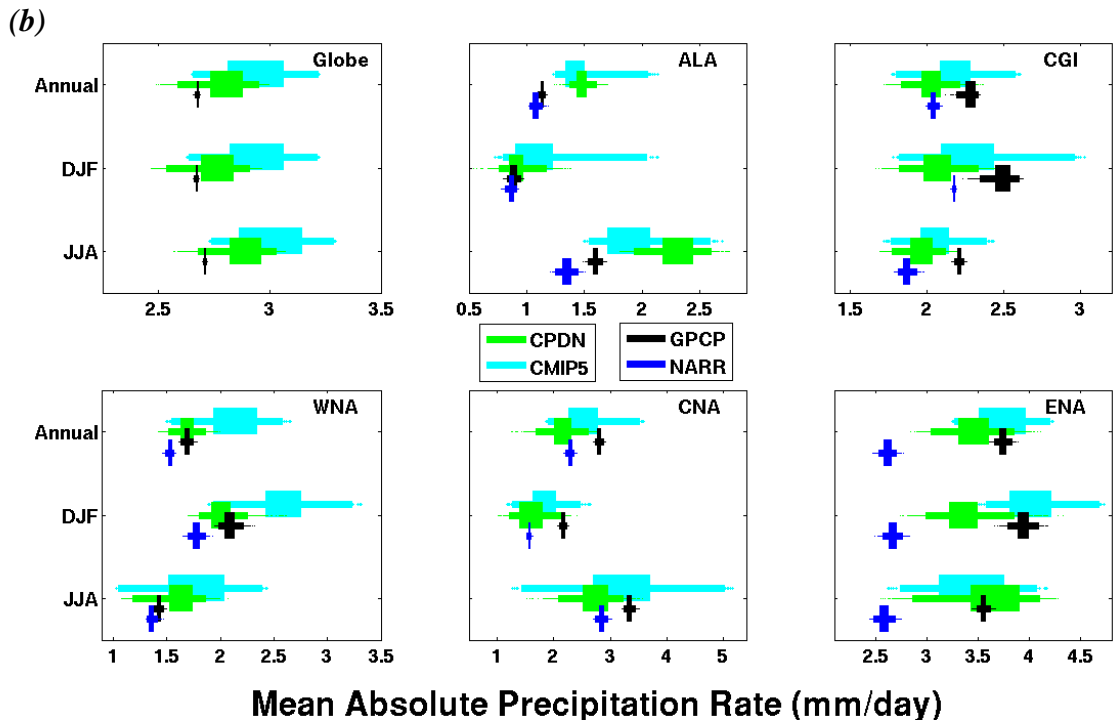 (b)
Globe
ALA
CGI
Annual
DJF
JJA
2.5 3 3.5
0.5 1 1.5 2 2.5
1.5 2 2.5 3
CPDN
CMIP5
GPCP
NARR
WNA
CNA
ENA
Annual
DJF
JJA
1 1.5 2 2.5 3 3.5
1 2 3 4 5
2.5 3 3.5 4 4.5
Mean Absolute Precipitation Rate (mm/day)